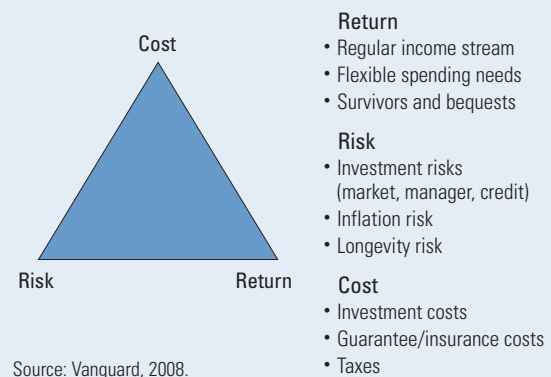 Cost
Risk
Return
Source: Vanguard, 2008.
Return
• Regular income stream
• Flexible spending needs
• Survivors and bequests
Risk
• Investment risks
(market, manager, credit)
• Inflation risk
• Longevity risk
Cost
• Investment costs
• Guarantee/insurance costs
• Taxes